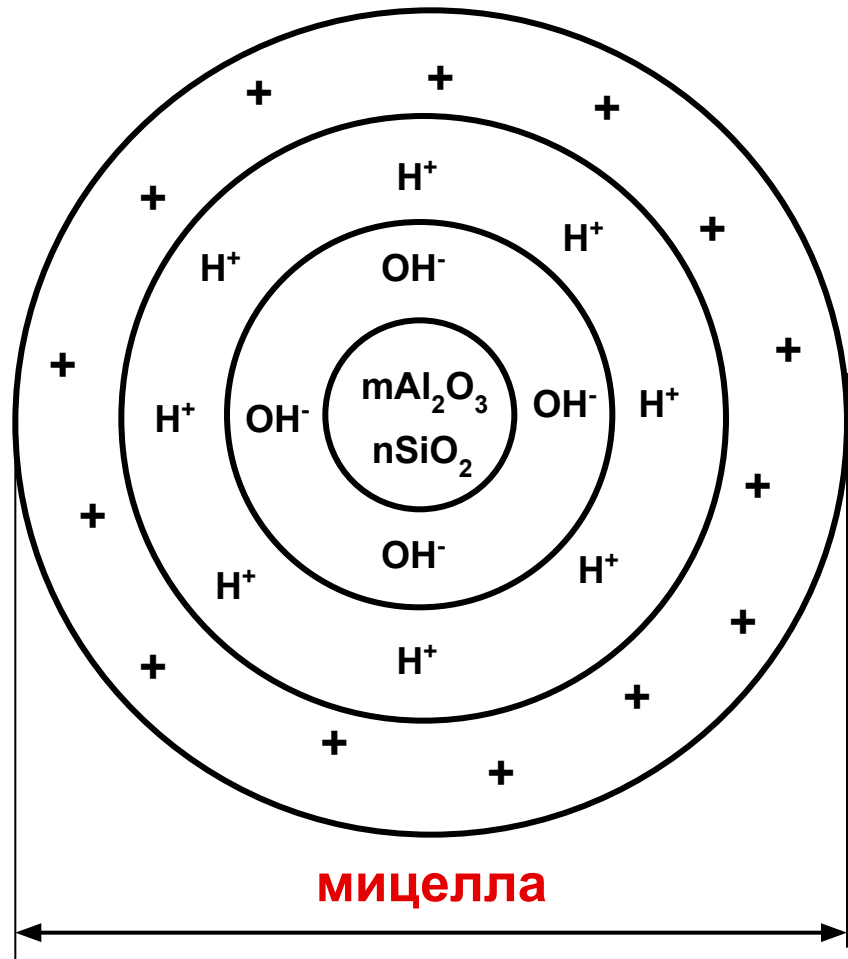 + + +
+ H⁺ +
H⁺ H⁺
OH⁻
+ +
mAl₂O₃
H⁺ OH⁻ OH⁻ H⁺
nSiO₂
+ +
OH⁻
H⁺ H⁺
+
+ H⁺ +
+ +
мицелла